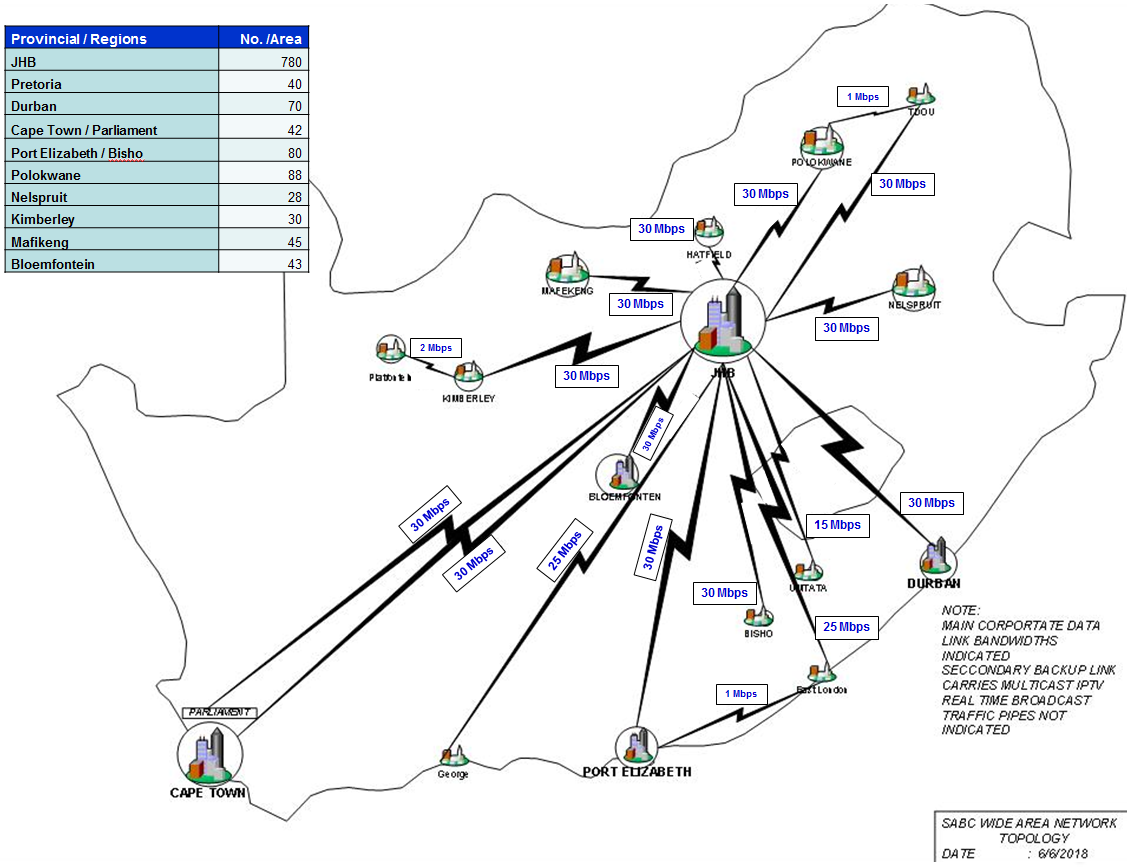 Provincial / Regions No. /Area
JHB 780
Pretoria 40
Durban 70
Cape Town / Parliament 42
Port Elizabeth / Bisho 80
Polokwane 88
Nelspruit 28
Kimberley 30
Mafikeng 45
Bloemfontein 43
1 Mbps
TDOU
POLOKWANE
30 Mbps
30 Mbps
30 Mbps
HATFIELD
MAFEKENG
30 Mbps
NELSPRUIT
30 Mbps
2 Mbps
Platfontein
KIMBERLEY
30 Mbps
JHB
30 Mbps
BLOEMFONTEN
30 Mbps
30 Mbps
25 Mbps
30 Mbps
30 Mbps
15 Mbps
30 Mbps
UMTATA
DURBAN
BISHO
25 Mbps
East London
1 Mbps
PARLIAMENT
CAPE TOWN
George
PORT ELIZABETH
NOTE:
MAIN CORPORTATE DATA
LINK BANDWIDTHS
INDICATED
SECCONDARY BACKUP LINK
CARRIES MULTICAST IPTV
REAL TIME BROADCAST
TRAFFIC PIPES NOT
INDICATED
SABC WIDE AREA NETWORK
TOPOLOGY
DATE : 6/6/2018